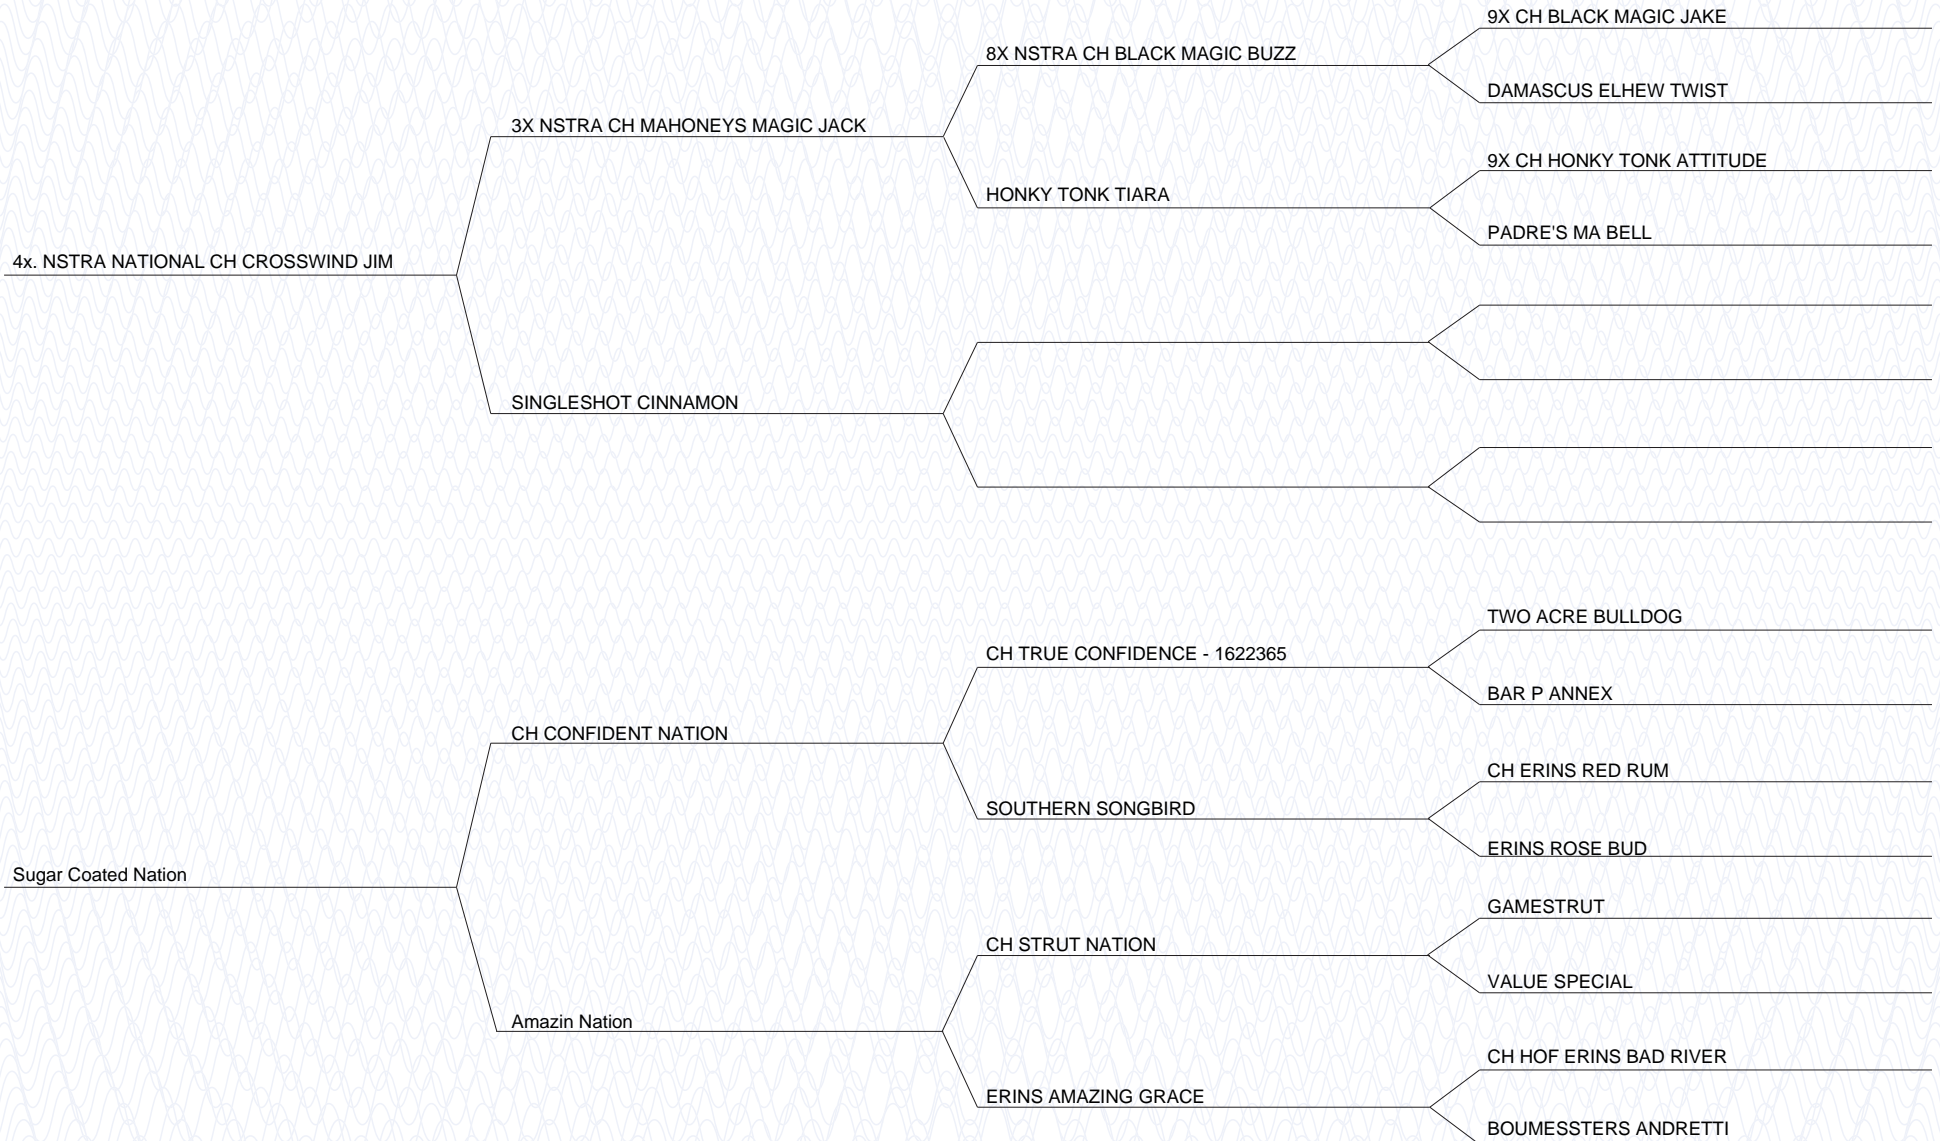 9X CH BLACK MAGIC JAKE
8X NSTRA CH BLACK MAGIC BUZZ
DAMASCUS ELHEW TWIST
3X NSTRA CH MAHONEYS MAGIC JACK
9X CH HONKY TONK ATTITUDE
HONKY TONK TIARA
PADRE'S MA BELL
4x. NSTRA NATIONAL CH CROSSWIND JIM
SINGLESHOT CINNAMON
TWO ACRE BULLDOG
CH TRUE CONFIDENCE - 1622365
BAR P ANNEX
CH CONFIDENT NATION
CH ERINS RED RUM
SOUTHERN SONGBIRD
ERINS ROSE BUD
Sugar Coated Nation
GAMESTRUT
CH STRUT NATION
VALUE SPECIAL
Amazin Nation
CH HOF ERINS BAD RIVER
ERINS AMAZING GRACE
BOUMESSTERS ANDRETTI